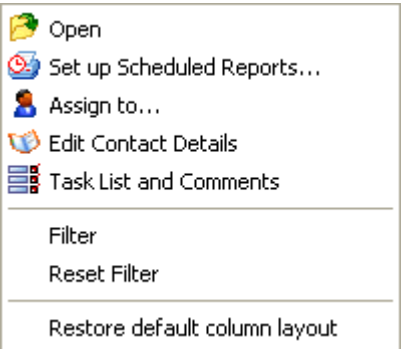 Open
Set up Scheduled Reports...
Assign to...
Edit Contact Details
Task List and Comments
Filter
Reset Filter
Restore default column layout